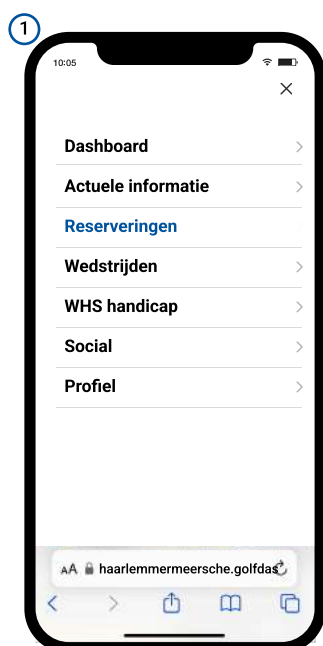 1
10:05
Dashboard
Actuele informatie
Reserveringen
Wedstrijden
WHS handicap
Social
Profiel
AA haarlemmermeersche.golfdas